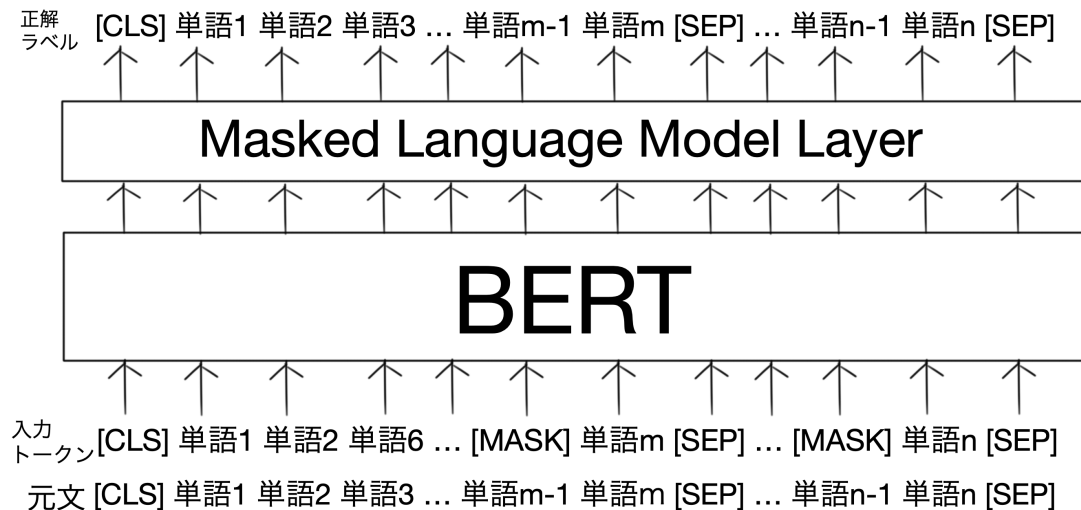 正解
ラベル
[CLS] 単語1 単語2 単語3 … 単語m-1 単語m [SEP] … 単語n-1 単語n [SEP]
Masked Language Model Layer
BERT
入力
トークン
[CLS] 単語1 単語2 単語6 … [MASK] 単語m [SEP] … [MASK] 単語n [SEP]
元文 [CLS] 単語1 単語2 単語3 … 単語m-1 単語m [SEP] … 単語n-1 単語n [SEP]